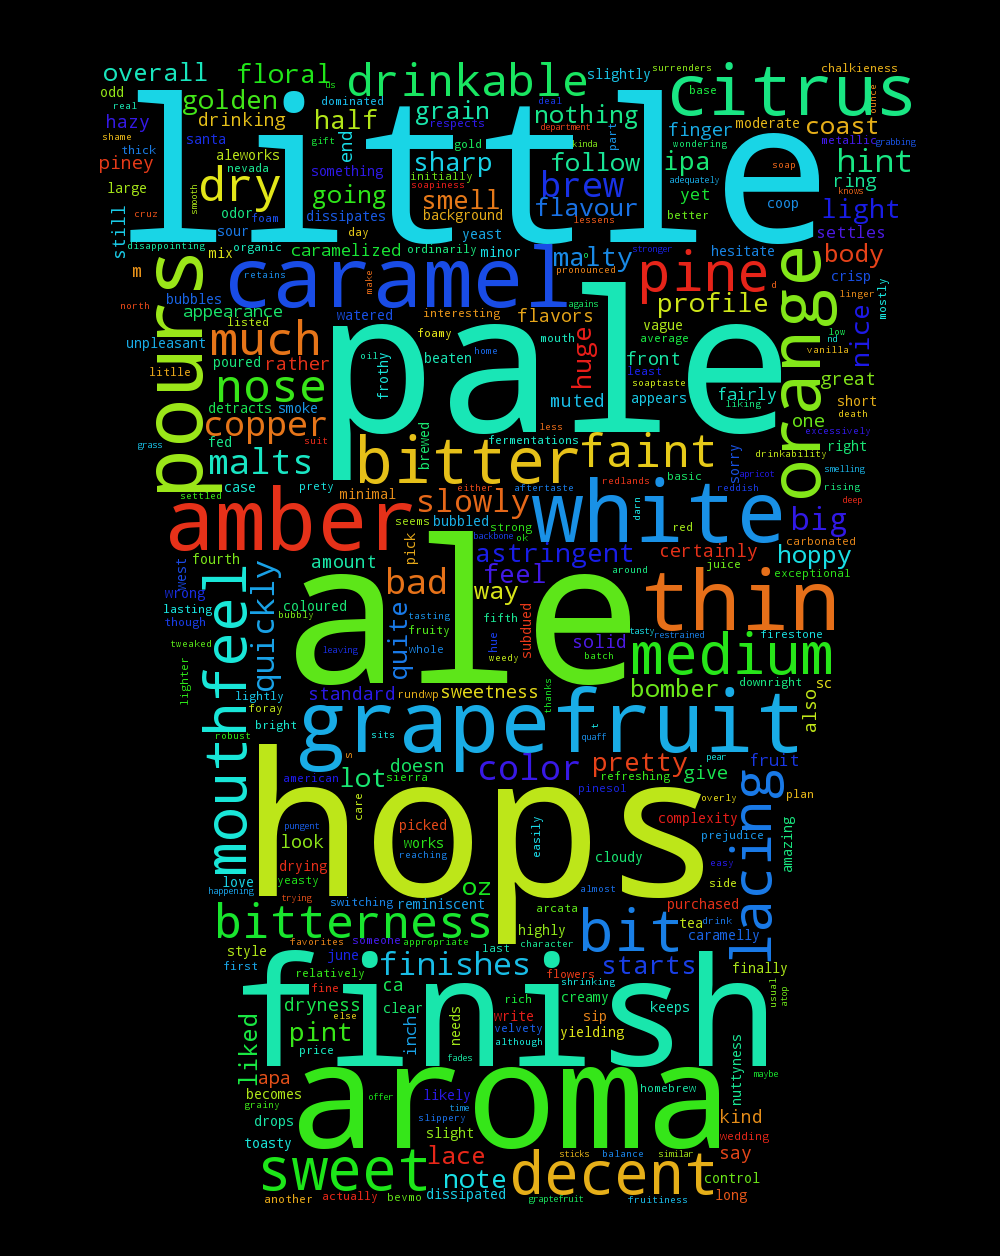 surrenders
chalkieness
overall
floral
us
drinkable
slightly
citrus
base
ounce
odd
golden
dominated
deal
real
little
grain
nothing
hazy
drinking
half
respects
department
part
finger
moderate
coast
shame
gift
gold
kinda
wondering
metallic
grabbing
thick
santa
end
piney
aleworks
sharp
follow
ipa
soap
hint
nevada
something
initially
adequately
large
smooth
dry
going
soapiness
brew
yet
ring
knows
cruz
odor
foam
dissipates
smell
background
flavour
better
coop
light
still
sour
day
yeast
lessens
settles
disappointing
mix
organic
caramelized
ordinarily
minor
malty
stronger
hesitate
body
m
pours
retains
make
caramel
pronounced
pine
d
orange
crisp
linger
mostly
north
bubbles
appearance
watered
interesting
flavors
agains
profile
listed
foamy
mouth
vague
low
nd
unpleasant
much
average
nice
poured
rather
oily
beaten
home
huge
front
vanilla
litlle
frothy
pale
least
soaptaste
great
nose
appears
fairly
liking
short
detracts
smoke
muted
death
copper
less
one
excessively
fed
suit
brewed
fermentations
grass
malts
bitter
faint
right
drinkability
sorry
smelling
case
prety
either
aftertaste
redlands
basic
apricot
reddish
rising
settled
minimal
slowly
darn
deep
amber
seems
bubbled
strong
ok
white
red
big
backbone
carbonated
west
fourth
amount
pick
astringent
certainly
hoppy
feel
around
juice
exceptional
wrong
bad
way
thin
lasting
coloured
bubbly
quickly
quite
tasting
fifth
though
fruity
subdued
tasty
restrained
firestone
tweaked
leaving
ale
whole
hue
weedy
solid
batch
medium
lighter
mouthfeel
downright
lightly
standard
rundwp
sweetness
thanks
bomber
sc
foray
also
robust
bright
sits
grapefruit
t
quaff
s
color
pretty
pear
fruit
american
lot
doesn
sierra
refreshing
give
pinesol
care
overly
plan
hops
pungent
picked
easily
complexity
lacing
amazing
look
works
prejudice
drying
reaching
cloudy
easy
love
yeasty
oz
almost
side
happening
trying
switching
reminiscent
arcata
purchased
bitterness
highly
bit
tea
drink
favorites
someone
appropriate
last
character
caramelly
style
june
finishes
starts
first
relatively
flowers
finally
fine
ca
shrinking
usual
atop
finish
dryness
clear
rich
creamy
keeps
else
write
sip
pint
inch
needs
velvety
yielding
liked
price
although
fades
nuttyness
apa
maybe
becomes
offer
likely
homebrew
grainy
time
aroma
drops
slippery
kind
slight
toasty
wedding
lace
sticks
balance
similar
say
sweet
note
decent
control
another
actually
bevmo
dissipated
graptefruit
fruitiness
long